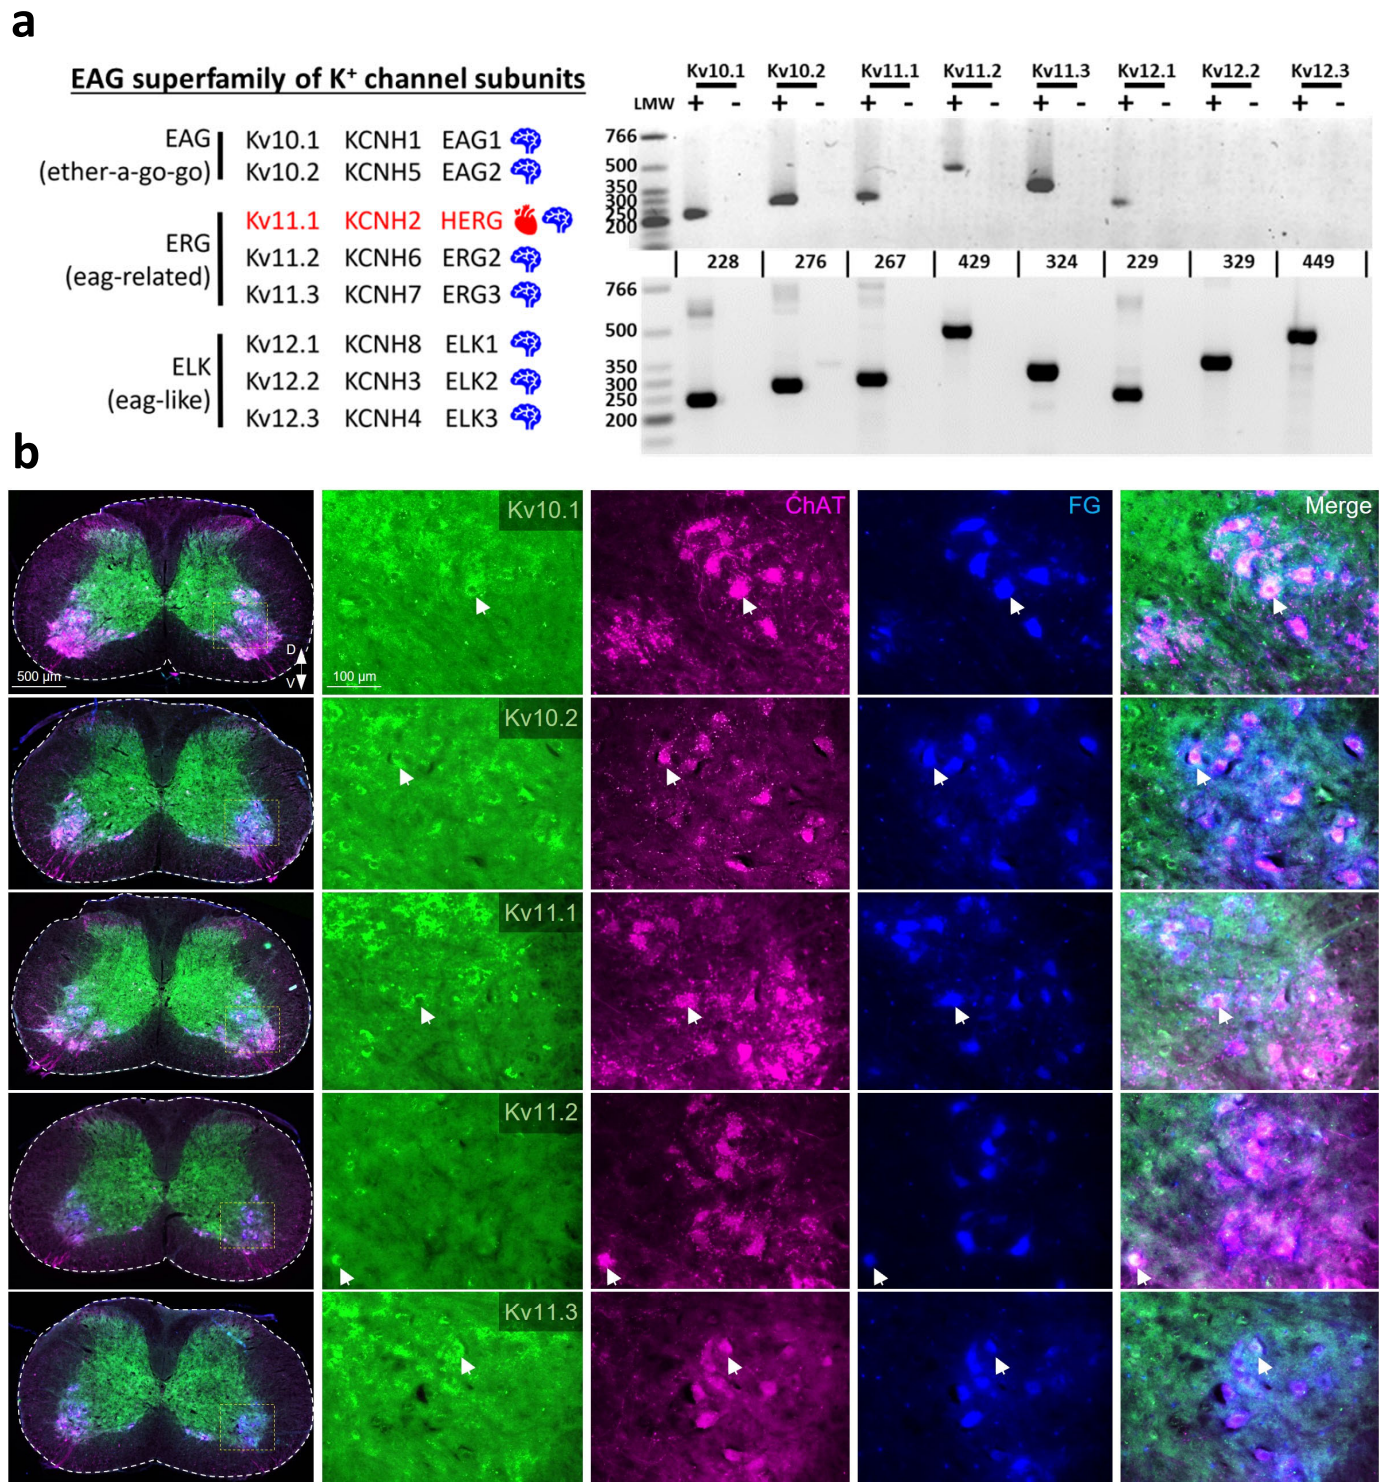 a
EAG superfamily of K⁺ channel subunits
EAG
(ether-a-go-go)
Kv10.1 KCNH1 EAG1
Kv10.2 KCNH5 EAG2
ERG
(eag-related)
Kv11.1 KCNH2 HERG
Kv11.2 KCNH6 ERG2
Kv11.3 KCNH7 ERG3
ELK
(eag-like)
Kv12.1 KCNH8 ELK1
Kv12.2 KCNH3 ELK2
Kv12.3 KCNH4 ELK3
Kv10.1 Kv10.2 Kv11.1 Kv11.2 Kv11.3 Kv12.1 Kv12.2 Kv12.3
LMW + - + - + - + - + - + - + - + -
766
500
350
300
250
200
228 276 267 429 324 229 329 449
766
500
350
300
250
200
b
Kv10.1 ChAT FG Merge
D
V
500 µm 100 µm
Kv10.2
Kv11.1
Kv11.2
Kv11.3